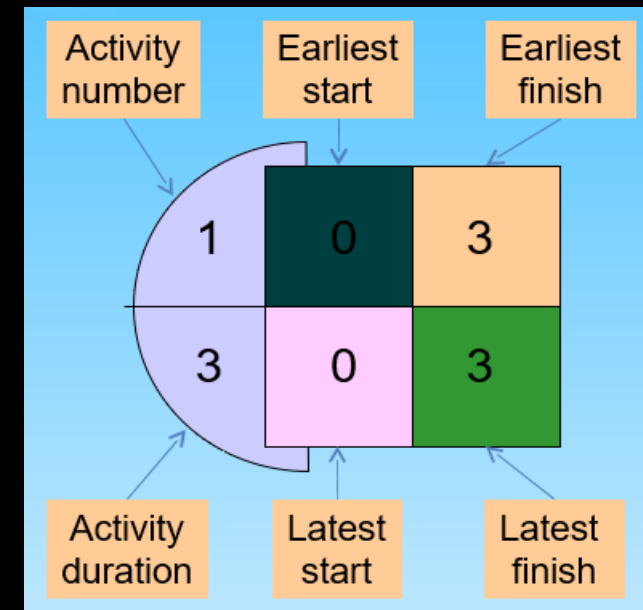 Activity
number
Earliest
start
Earliest
finish
1
0
3
3
0
3
Activity
duration
Latest
start
Latest
finish